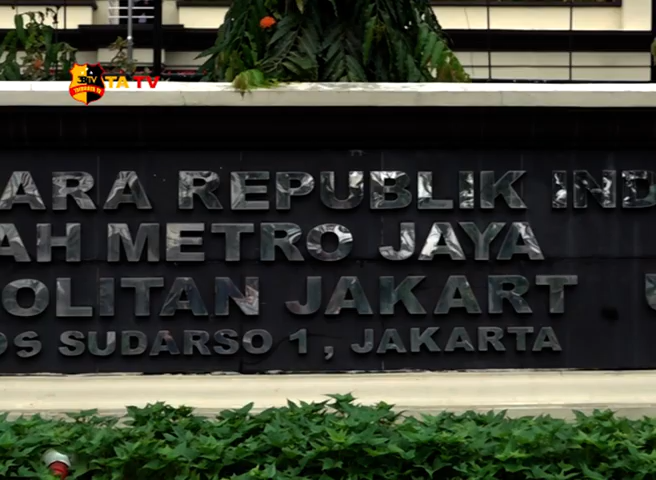 TA TV
ARA REPUBLIK IND
AH METRO JAYA
OLITAN JAKART
OS SUDARSO 1, JAKARTA